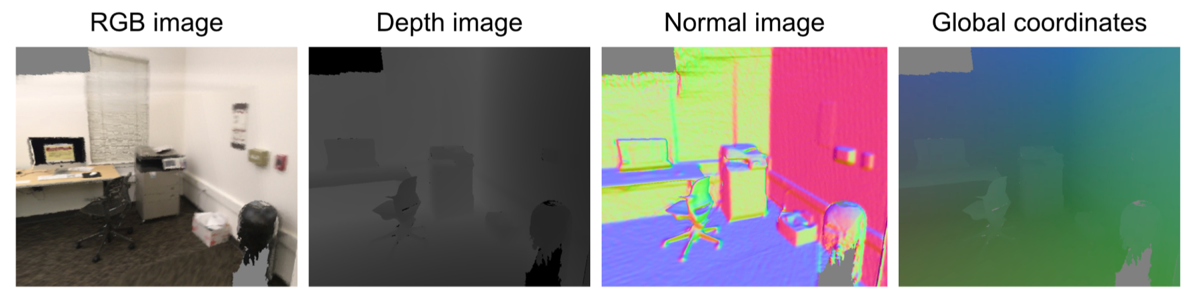 RGB image
Depth image
Normal image
Global coordinates